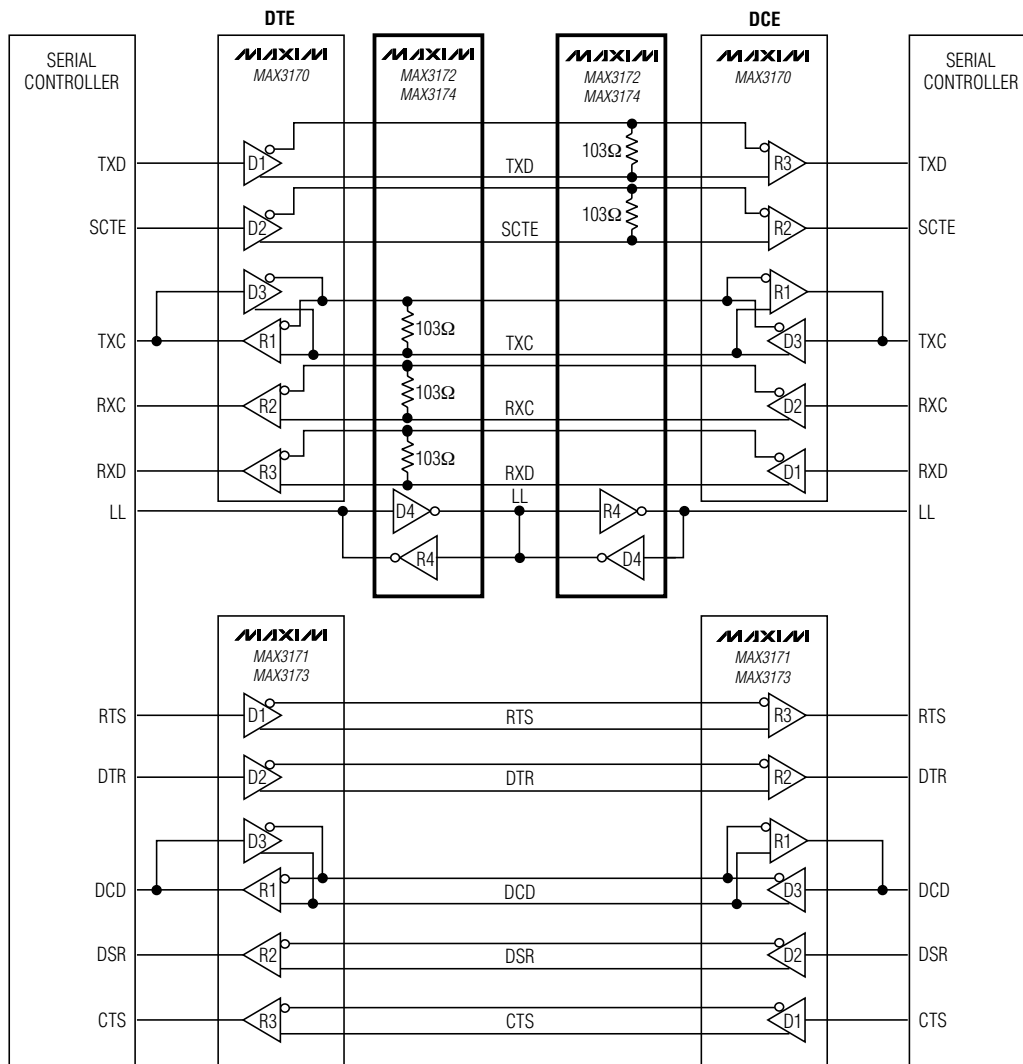 DTE
DCE
SERIAL
CONTROLLER
MAXIM
MAX3170
MAXIM
MAX3172
MAX3174
MAXIM
MAX3172
MAX3174
MAXIM
MAX3170
SERIAL
CONTROLLER
TXD
D1
TXD
103Ω
R3
TXD
SCTE
D2
SCTE
103Ω
R2
SCTE
D3
R1
TXC
R1
103Ω
TXC
D3
TXC
RXC
R2
103Ω
RXC
D2
RXC
RXD
R3
103Ω
RXD
D1
RXD
LL
D4
LL
R4
LL
R4
D4
MAXIM
MAX3171
MAX3173
MAXIM
MAX3171
MAX3173
RTS
D1
RTS
R3
RTS
DTR
D2
DTR
R2
DTR
D3
R1
DCD
R1
DCD
D3
DCD
DSR
R2
DSR
D2
DSR
CTS
R3
CTS
D1
CTS